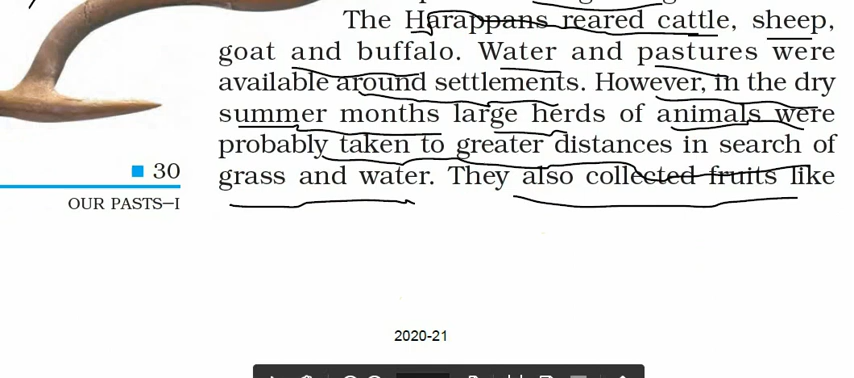 The Harappans reared cattle, sheep,
goat and buffalo. Water and pastures were
available around settlements. However, in the dry
summer months large herds of animals were
probably taken to greater distances in search of
grass and water. They also collected fruits like
30
OUR PASTS–I
2020-21